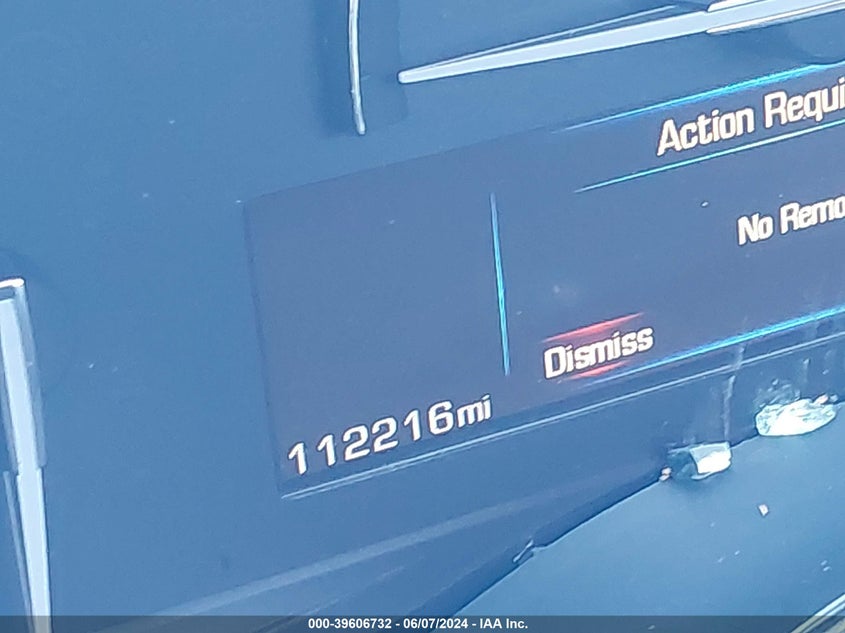 Action Requi
No Remo
Dismiss
112216mi
000-39606732 - 06/07/2024 - IAA Inc.